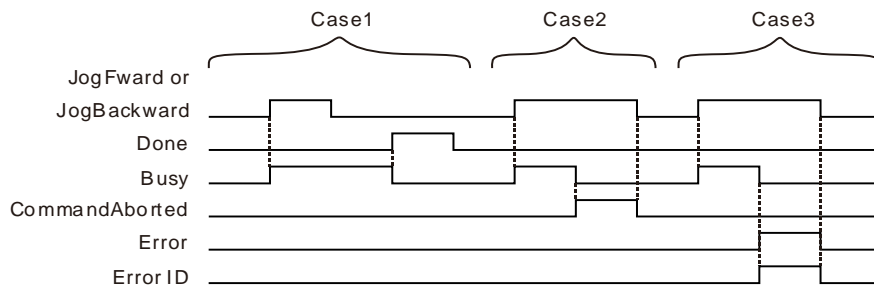 Case1 Case2 Case3
JogFward or
JogBackward
Done
Busy
CommandAborted
Error
Error ID